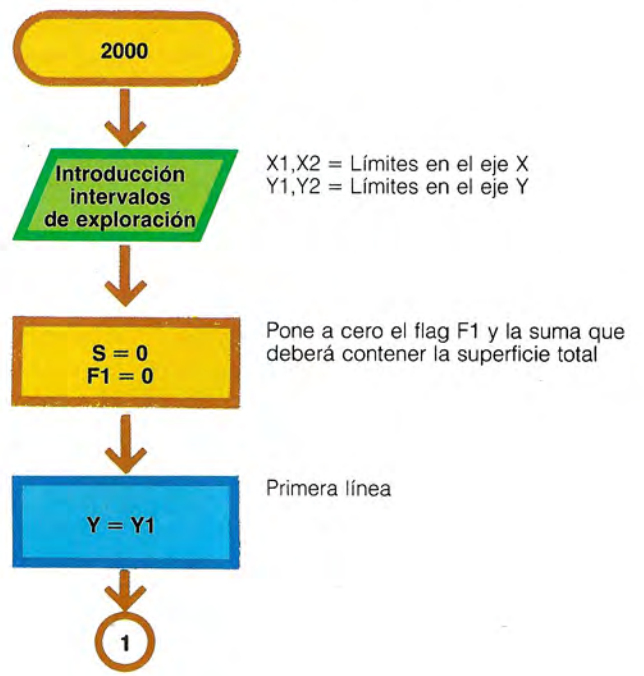 2000
Introducción
intervalos
de exploración
X1,X2 = Límites en el eje X
Y1,Y2 = Límites en el eje Y
S = 0
F1 = 0
Pone a cero el flag F1 y la suma que
deberá contener la superficie total
Y = Y1
Primera línea
1